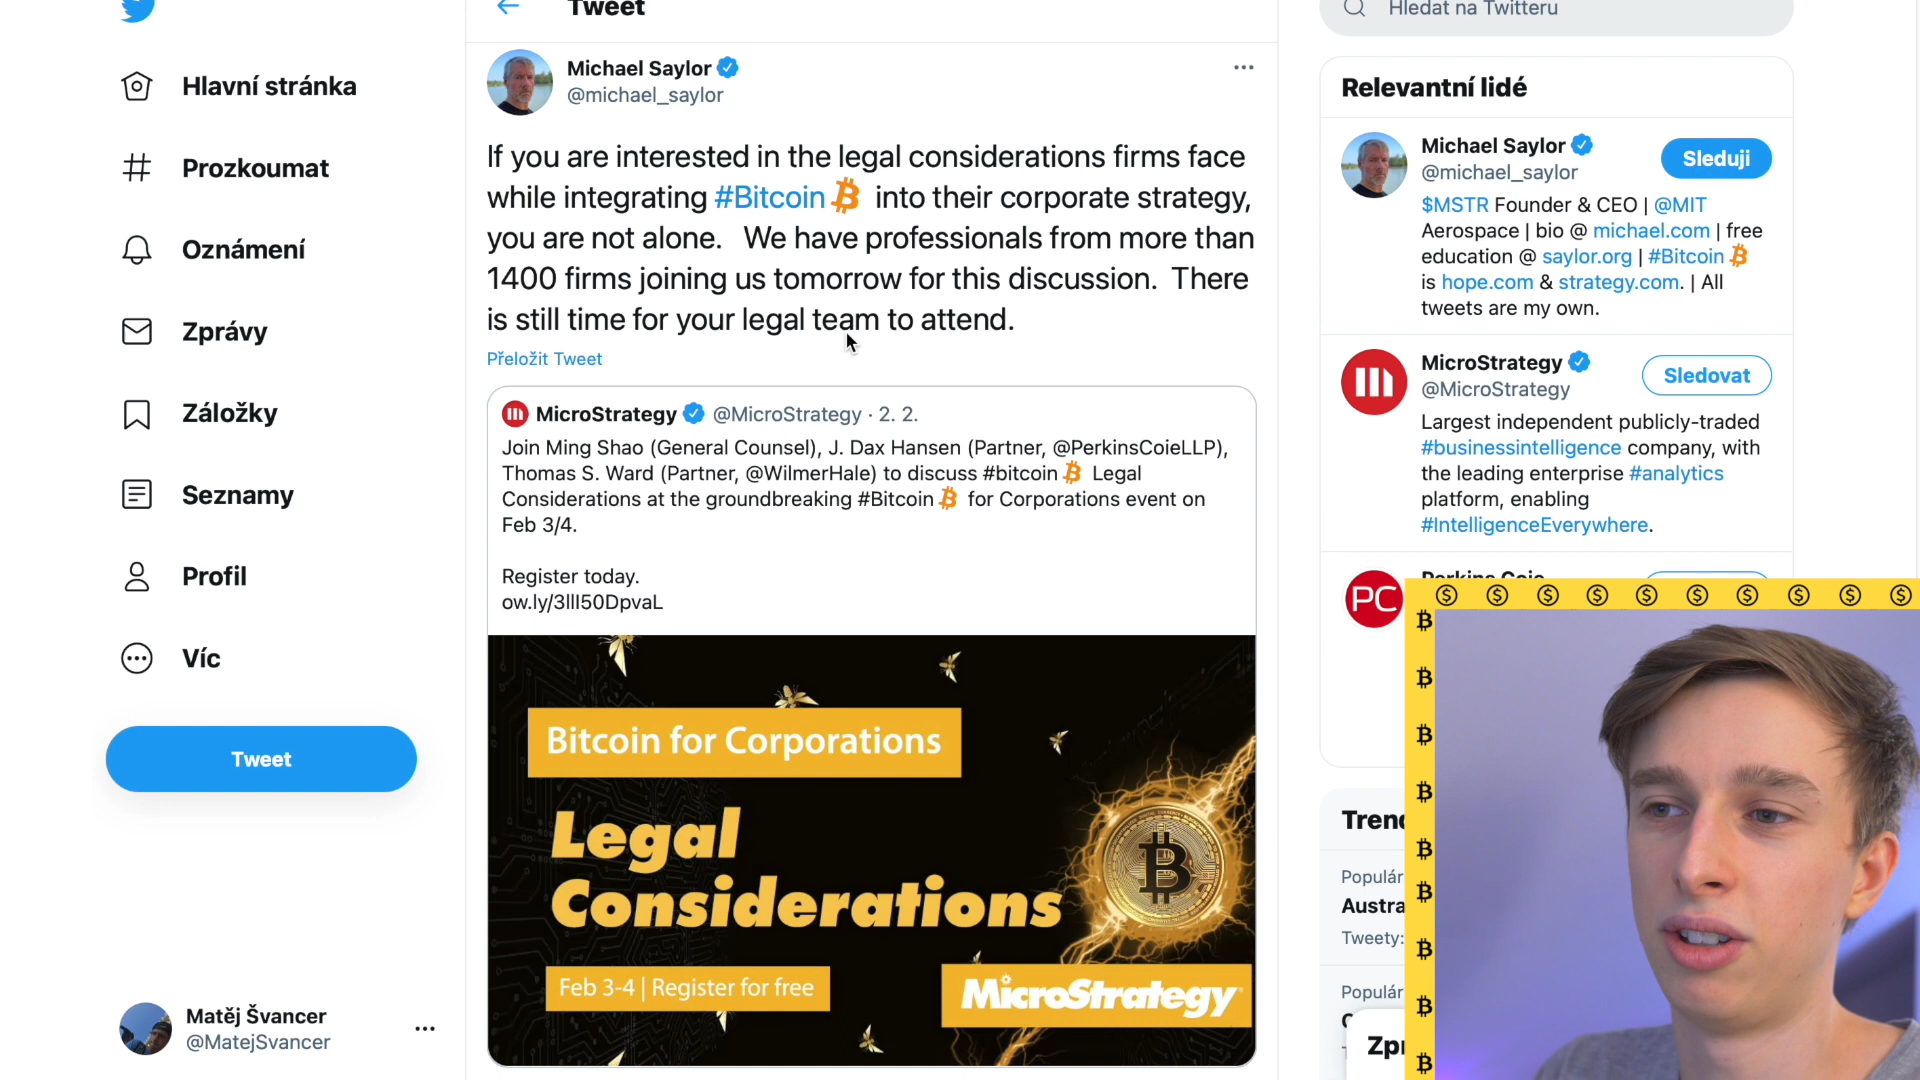 Tweet
Hledat na Twitteru
Hlavní stránka
Prozkoumat
Oznámení
Zprávy
Záložky
Seznamy
Profil
Víc
Tweet
Matěj Švancer
@MatejSvancer
Michael Saylor
@michael_saylor
If you are interested in the legal considerations firms face
while integrating #Bitcoin into their corporate strategy,
you are not alone. We have professionals from more than
1400 firms joining us tomorrow for this discussion. There
is still time for your legal team to attend.
Přeložit Tweet
MicroStrategy @MicroStrategy · 2. 2.
Join Ming Shao (General Counsel), J. Dax Hansen (Partner, @PerkinsCoieLLP),
Thomas S. Ward (Partner, @WilmerHale) to discuss #bitcoin Legal
Considerations at the groundbreaking #Bitcoin for Corporations event on
Feb 3/4.
Register today.
ow.ly/3lll50DpvaL
Bitcoin for Corporations
Legal
Considerations
Feb 3-4 | Register for free
MicroStrategy
Relevantní lidé
Michael Saylor
@michael_saylor
Sleduji
$MSTR Founder & CEO | @MIT
Aerospace | bio @ michael.com | free
education @ saylor.org | #Bitcoin
is hope.com & strategy.com. | All
tweets are my own.
MicroStrategy
@MicroStrategy
Sledovat
Largest independent publicly-traded
#businessintelligence company, with
the leading enterprise #analytics
platform, enabling
#IntelligenceEverywhere.
PC
Perkins Coie
Trend
Populár
Austra
Tweety:
Populár
Zpr